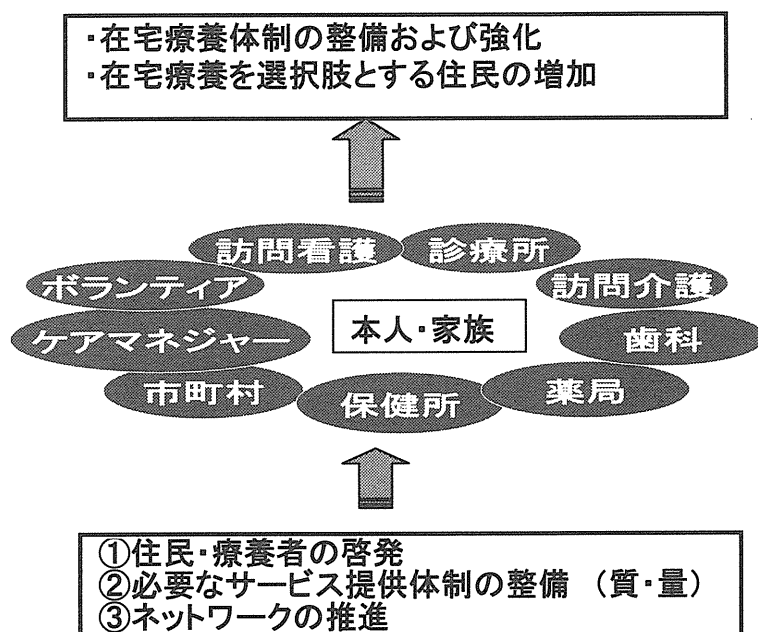 ・在宅療養体制の整備および強化
・在宅療養を選択肢とする住民の増加
訪問看護
診療所
ボランティア
訪問介護
ケアマネジャー
本人・家族
歯科
市町村
保健所
薬局
①住民・療養者の啓発
②必要なサービス提供体制の整備 （質・量）
③ネットワークの推進